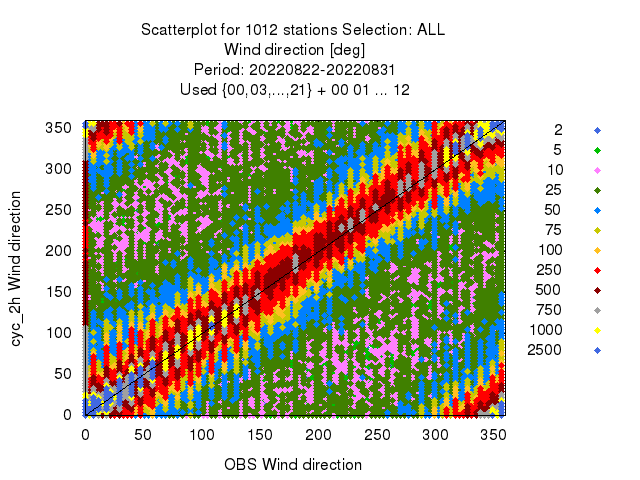 Scatterplot for 1012 stations Selection: ALL
Wind direction [deg]
Period: 20220822-20220831
Used {00,03,...,21} + 00 01 ... 12
350
300
250
200
150
100
50
0
cyc_2h Wind direction
0 50 100 150 200 250 300 350
OBS Wind direction
2
5
10
25
50
75
100
250
500
750
1000
2500